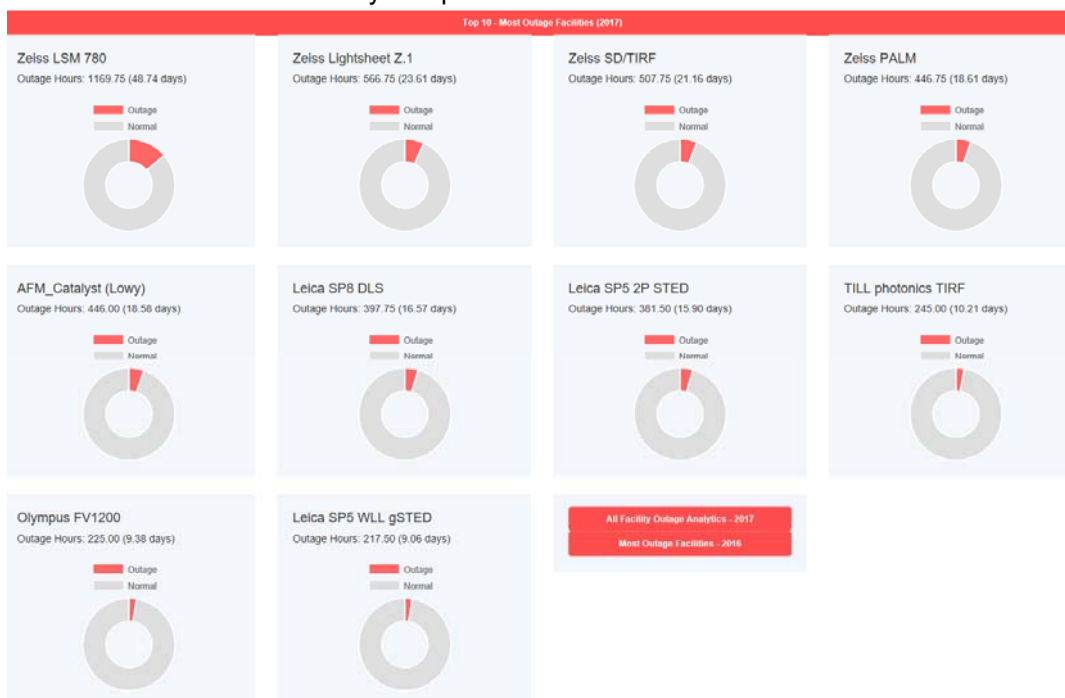 Top 10 - Most Outage Facilities (2017)
Zeiss LSM 780
Outage Hours: 1169.75 (48.74 days)
Outage
Normal
Zeiss Lightsheet Z.1
Outage Hours: 566.75 (23.61 days)
Outage
Normal
Zeiss SD/TIRF
Outage Hours: 507.75 (21.16 days)
Outage
Normal
Zeiss PALM
Outage Hours: 446.75 (18.61 days)
Outage
Normal
AFM_Catalyst (Lowy)
Outage Hours: 446.00 (18.58 days)
Outage
Normal
Leica SP8 DLS
Outage Hours: 397.75 (16.57 days)
Outage
Normal
Leica SP5 2P STED
Outage Hours: 381.50 (15.90 days)
Outage
Normal
TILL photonics TIRF
Outage Hours: 245.00 (10.21 days)
Outage
Normal
Olympus FV1200
Outage Hours: 225.00 (9.38 days)
Outage
Normal
Leica SP5 WLL gSTED
Outage Hours: 217.50 (9.06 days)
Outage
Normal
All Facility Outage Analytics - 2017
Most Outage Facilities - 2016